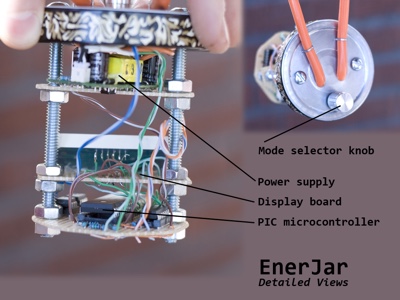 Mode selector knob
Power supply
Display board
PIC microcontroller
EnerJar
Detailed Views